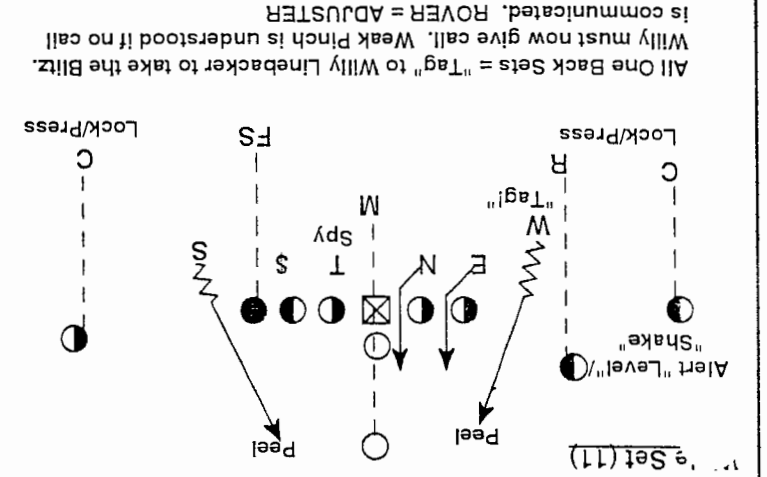 Set (11)
Peel
Peel
Alert "Level"/
"Shake"
E N T $
S
Spy
W
"Tag!"
M
C R FS C
Lock/Press
Lock/Press
All One Back Sets = "Tag" to Willy Linebacker to take the Blitz.
Willy must now give call. Weak Pinch is understood if no call
is communicated. ROVER = ADJUSTER